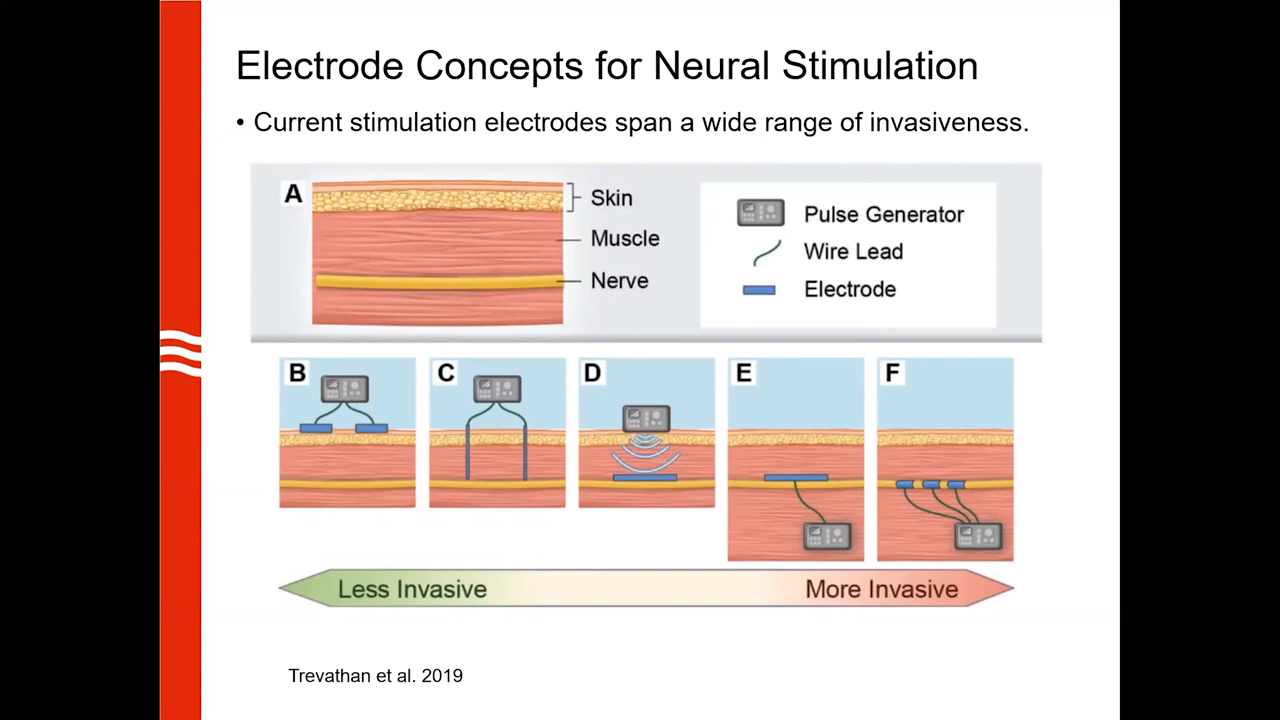 Electrode Concepts for Neural Stimulation
• Current stimulation electrodes span a wide range of invasiveness.
A
Skin
Muscle
Nerve
Pulse Generator
Wire Lead
Electrode
B
C
D
E
F
Less Invasive
More Invasive
Trevathan et al. 2019